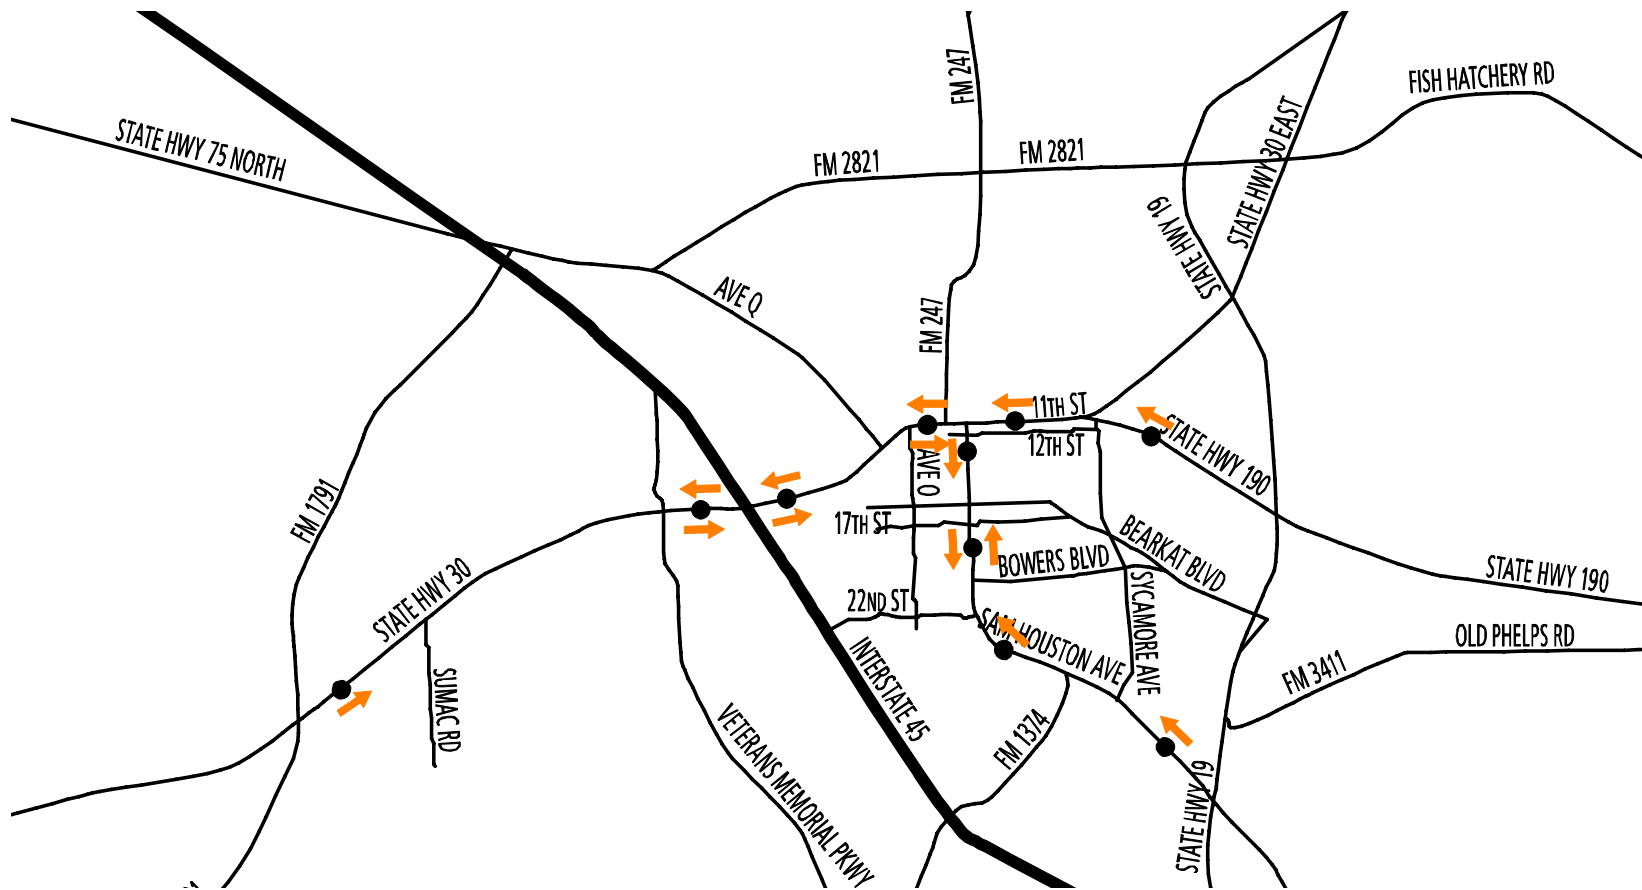 FM 247
FISH HATCHERY RD
STATE HWY 75 NORTH
FM 2821
FM 2821
STATE HWY 30 EAST
STATE HWY 19
AVE Q
FM 247
11TH ST
12TH ST
STATE HWY 190
AVE O
FM 1791
17TH ST
BEARKAT BLVD
BOWERS BLVD
STATE HWY 190
STATE HWY 30
22ND ST
SYCAMORE AVE
SAM HOUSTON AVE
OLD PHELPS RD
FM 3411
INTERSTATE 45
SUMAC RD
FM 1374
VETERANS MEMORIAL PKWY
STATE HWY 19